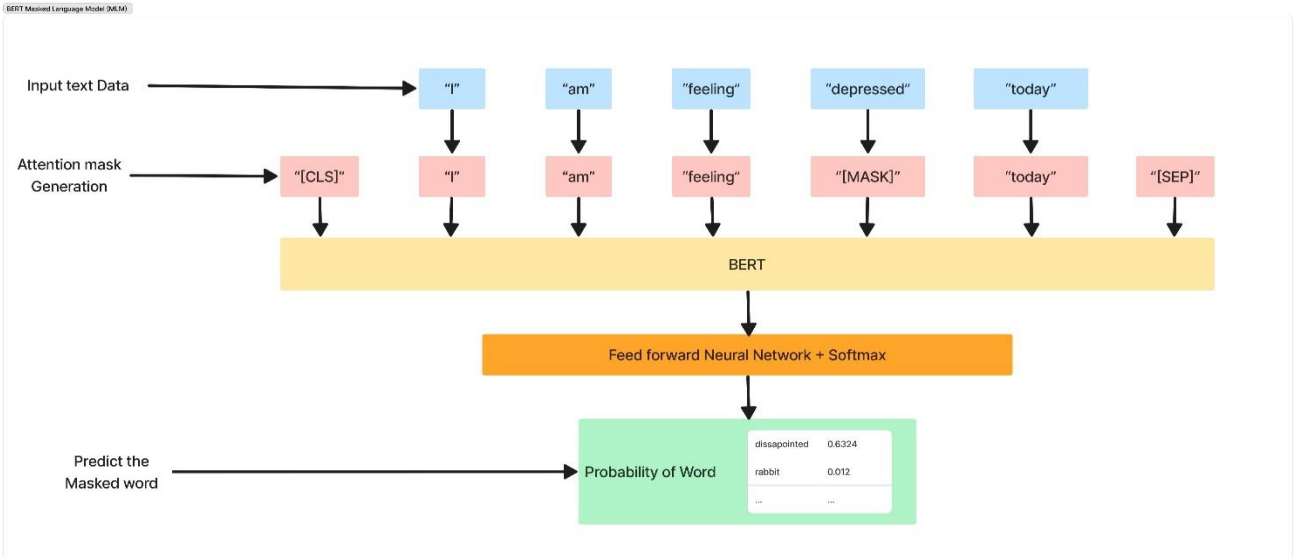 BERT Masked Language Model (MLM)
Input text Data
“I”
“am”
“feeling“
“depressed”
“today”
Attention mask
Generation
“[CLS]”
“I”
“am”
“feeling“
“[MASK]”
“today”
“[SEP]”
BERT
Feed forward Neural Network + Softmax
Predict the
Masked word
Probability of Word
dissapointed 0.6324
rabbit 0.012
... ...